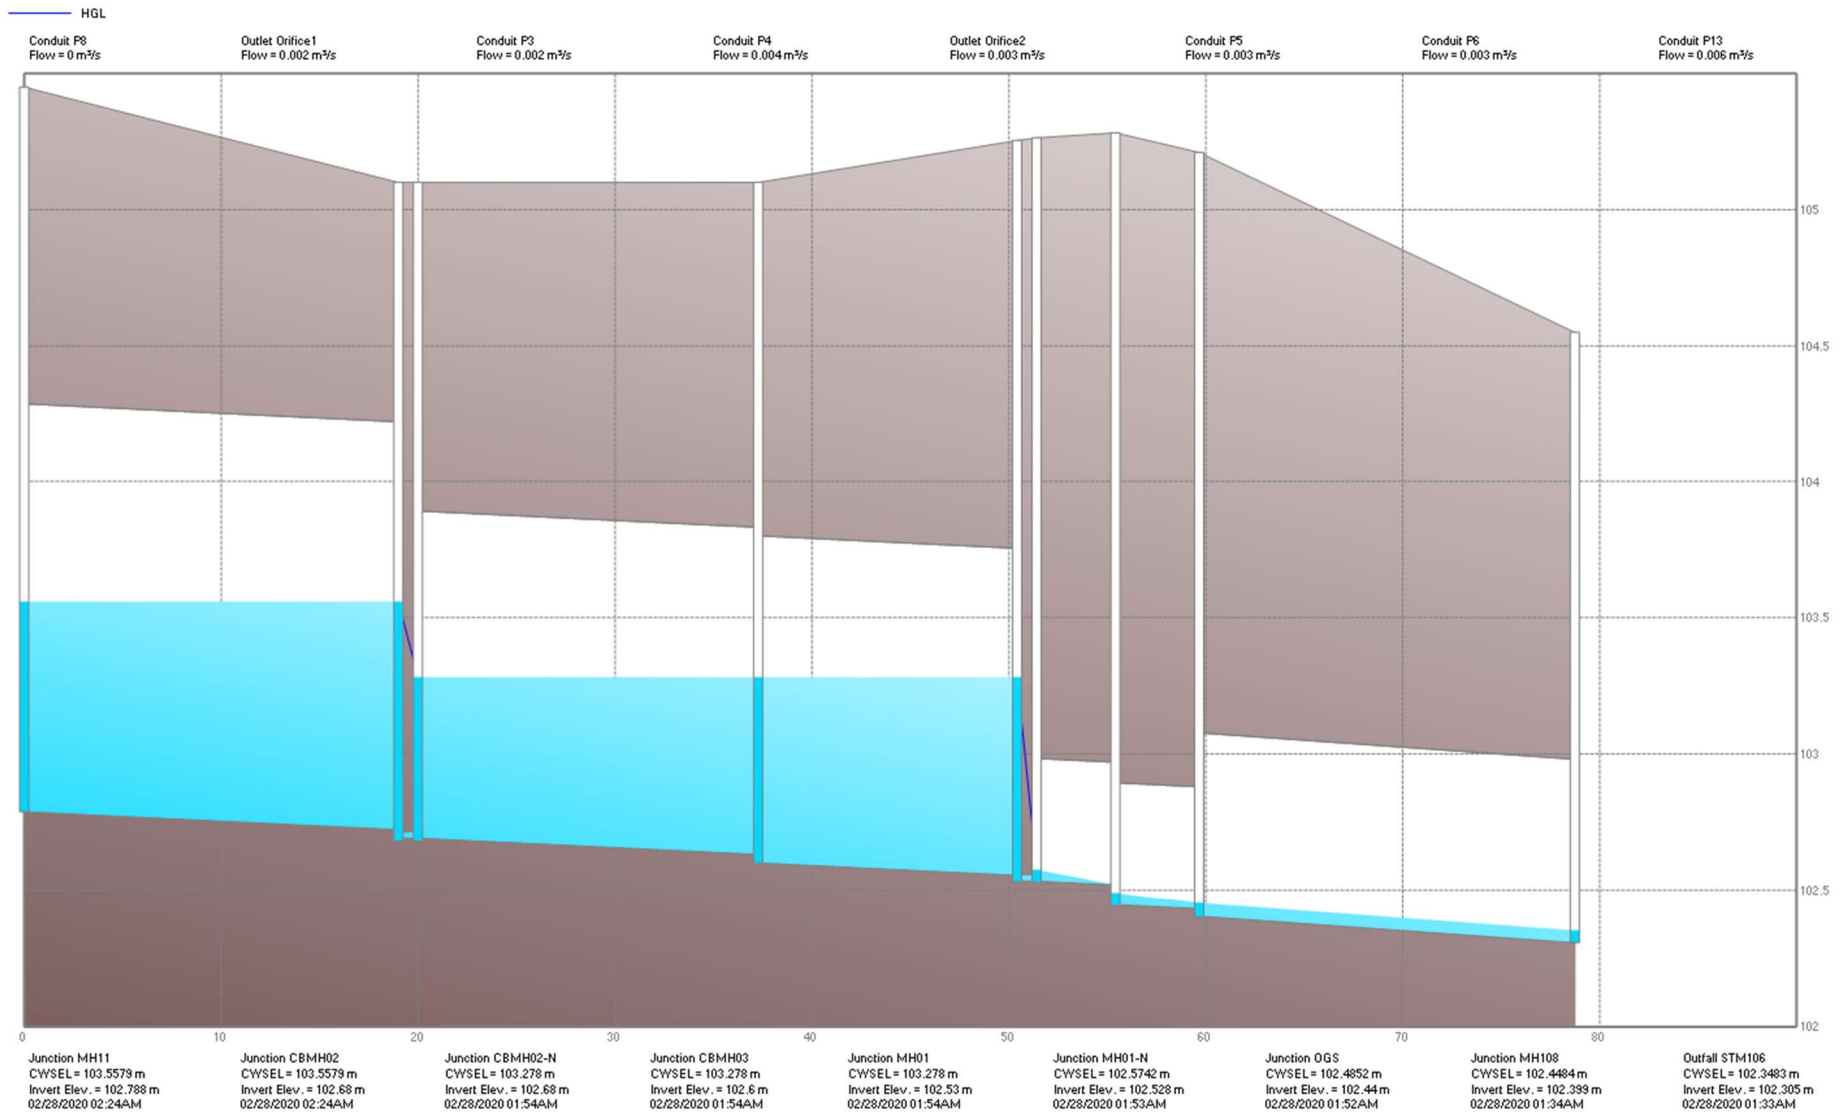 HGL
Conduit P8
Flow = 0 m³/s
Outlet Orifice1
Flow = 0.002 m³/s
Conduit P3
Flow = 0.002 m³/s
Conduit P4
Flow = 0.004 m³/s
Outlet Orifice2
Flow = 0.003 m³/s
Conduit P5
Flow = 0.003 m³/s
Conduit P6
Flow = 0.003 m³/s
Conduit P13
Flow = 0.006 m³/s
105
104.5
104
103.5
103
102.5
102
0 10 20 30 40 50 60 70 80
Junction MH11
CWSEL = 103.5579 m
Invert Elev. = 102.788 m
02/28/2020 02:24AM
Junction CBMH02
CWSEL = 103.5579 m
Invert Elev. = 102.68 m
02/28/2020 02:24AM
Junction CBMH02-N
CWSEL = 103.278 m
Invert Elev. = 102.68 m
02/28/2020 01:54AM
Junction CBMH03
CWSEL = 103.278 m
Invert Elev. = 102.6 m
02/28/2020 01:54AM
Junction MH01
CWSEL = 103.278 m
Invert Elev. = 102.53 m
02/28/2020 01:54AM
Junction MH01-N
CWSEL = 102.5742 m
Invert Elev. = 102.528 m
02/28/2020 01:53AM
Junction OGS
CWSEL = 102.4852 m
Invert Elev. = 102.44 m
02/28/2020 01:52AM
Junction MH108
CWSEL = 102.4484 m
Invert Elev. = 102.399 m
02/28/2020 01:34AM
Outfall STM106
CWSEL = 102.3483 m
Invert Elev. = 102.305 m
02/28/2020 01:33AM